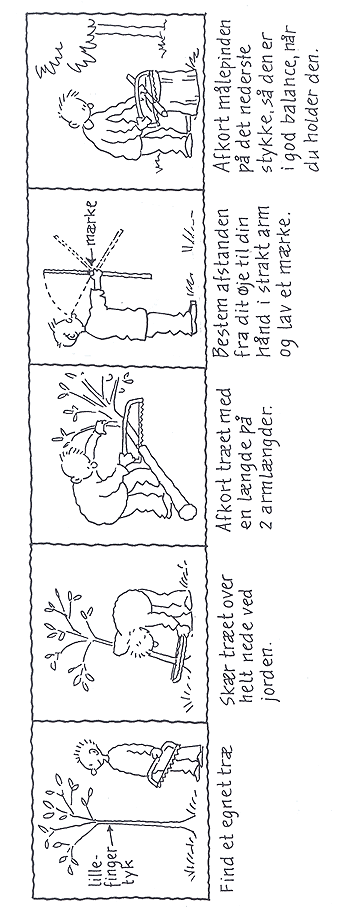 lille-
finger
tyk
Find et egnet træ
Skær træet over
helt nede ved
jorden.
Afkort træet med
en længde på
2 armlængder.
mærke
Bestem afstanden
fra dit øje til din
hånd i strakt arm
og lav et mærke.
Afkort målepinden
på det nederste
stykke, så den er
i god balance, når
du holder den.